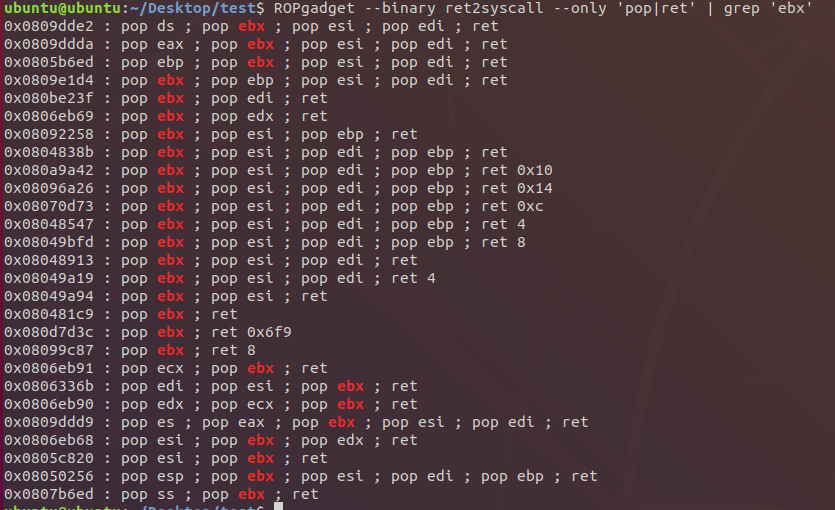 ubuntu@ubuntu:~/Desktop/test$ ROPgadget --binary ret2syscall --only 'pop|ret' | grep 'ebx'
0x0809dde2 : pop ds ; pop ebx ; pop esi ; pop edi ; ret
0x0809ddda : pop eax ; pop ebx ; pop esi ; pop edi ; ret
0x0805b6ed : pop ebp ; pop ebx ; pop esi ; pop edi ; ret
0x0809e1d4 : pop ebx ; pop ebp ; pop esi ; pop edi ; ret
0x080be23f : pop ebx ; pop edi ; ret
0x0806eb69 : pop ebx ; pop edx ; ret
0x08092258 : pop ebx ; pop esi ; pop ebp ; ret
0x0804838b : pop ebx ; pop esi ; pop edi ; pop ebp ; ret
0x080a9a42 : pop ebx ; pop esi ; pop edi ; pop ebp ; ret 0x10
0x08096a26 : pop ebx ; pop esi ; pop edi ; pop ebp ; ret 0x14
0x08070d73 : pop ebx ; pop esi ; pop edi ; pop ebp ; ret 0xc
0x08048547 : pop ebx ; pop esi ; pop edi ; pop ebp ; ret 4
0x08049bfd : pop ebx ; pop esi ; pop edi ; pop ebp ; ret 8
0x08048913 : pop ebx ; pop esi ; pop edi ; ret
0x08049a19 : pop ebx ; pop esi ; pop edi ; ret 4
0x08049a94 : pop ebx ; pop esi ; ret
0x080481c9 : pop ebx ; ret
0x080d7d3c : pop ebx ; ret 0x6f9
0x08099c87 : pop ebx ; ret 8
0x0806eb91 : pop ecx ; pop ebx ; ret
0x0806336b : pop edi ; pop esi ; pop ebx ; ret
0x0806eb90 : pop edx ; pop ecx ; pop ebx ; ret
0x0809ddd9 : pop es ; pop eax ; pop ebx ; pop esi ; pop edi ; ret
0x0806eb68 : pop esi ; pop ebx ; pop edx ; ret
0x0805c820 : pop esi ; pop ebx ; ret
0x08050256 : pop esp ; pop ebx ; pop esi ; pop edi ; pop ebp ; ret
0x0807b6ed : pop ss ; pop ebx ; ret
ubuntu@ubuntu:~/Desktop/test$